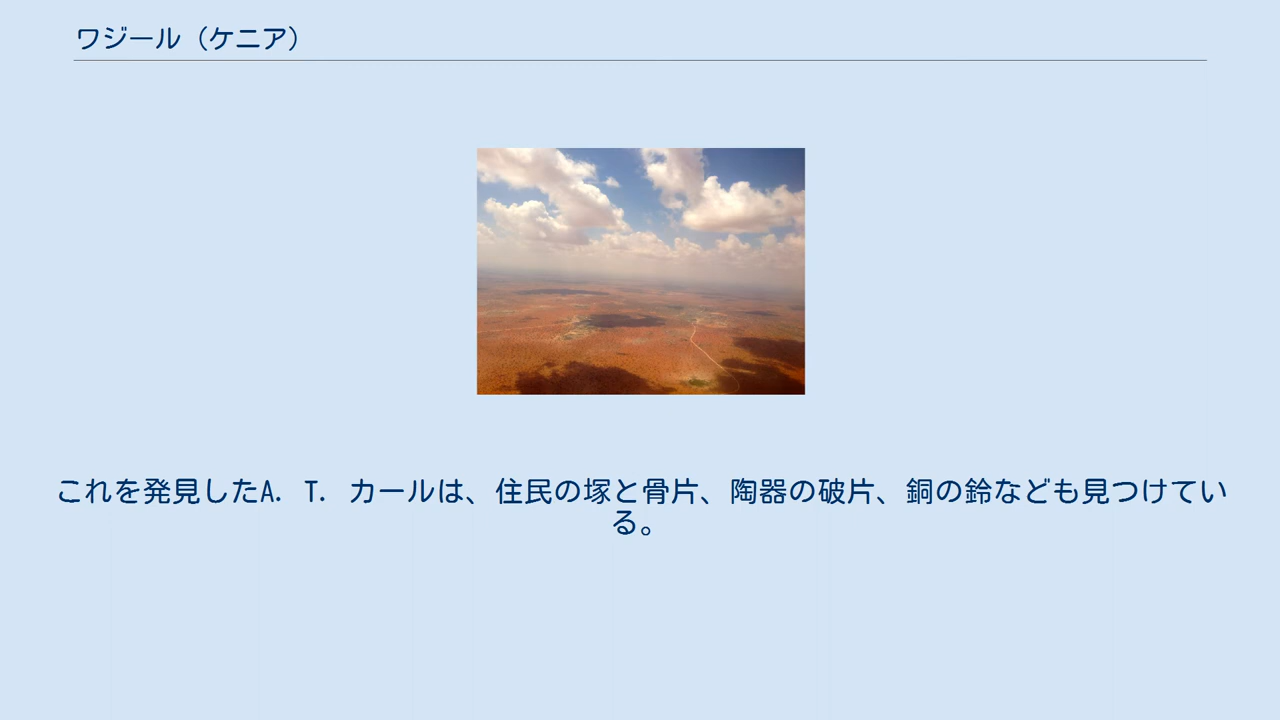 ワジール（ケニア）
これを発見したA. T. カールは、住民の塚と骨片、陶器の破片、銅の鈴なども見つけてい
る。